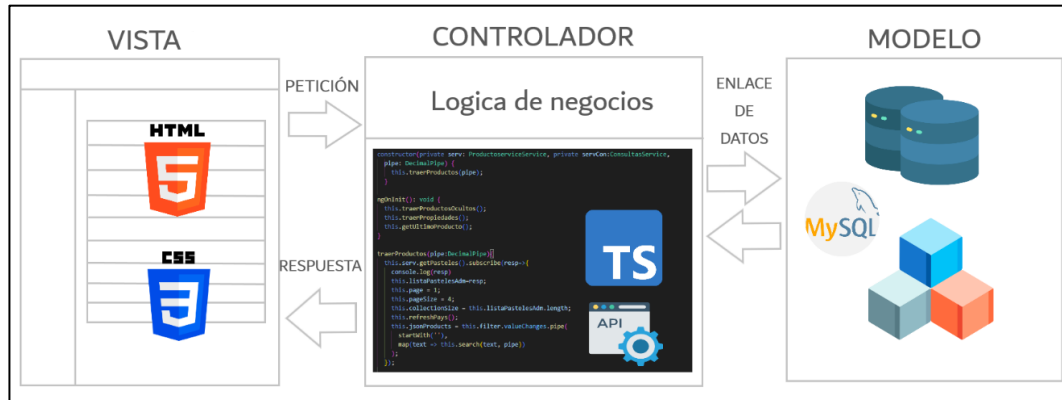 VISTA
CONTROLADOR
MODELO
PETICIÓN
Logica de negocios
ENLACE
DE
DATOS
HTML
5
CSS
3
RESPUESTA
constructor(private serv: ProductoserviceService, private servCon:ConsultasService,
pipe: DecimalPipe) {
this.traerProductos(pipe);
}
ngOnInit(): void {
this.traerProductosOcultos();
this.traerPropiedades();
this.getUltimoProducto();
}
traerProductos(pipe:DecimalPipe){
this.serv.getPasteles().subscribe(resp=>{
console.log(resp)
this.listaPastelesAdm=resp;
this.page = 1;
this.pageSize = 4;
this.collectionSize = this.listaPastelesAdm.length;
this.refreshPays();
this.jsonProducts = this.filter.valueChanges.pipe(
startWith(''),
map(text => this.search(text, pipe))
);
});
TS
API
MySQL